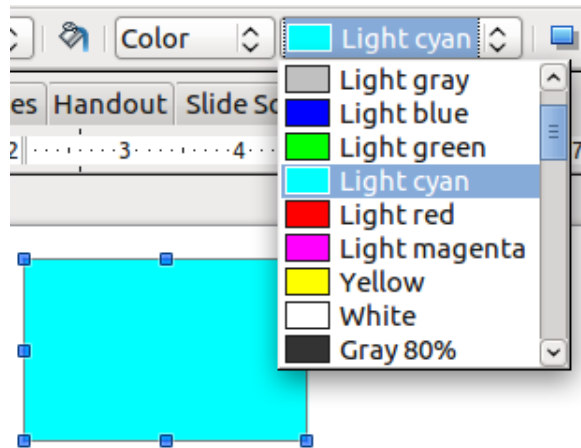 Color Light cyan
es Handout Slide So
2 3 4 7
Light gray
Light blue
Light green
Light cyan
Light red
Light magenta
Yellow
White
Gray 80%